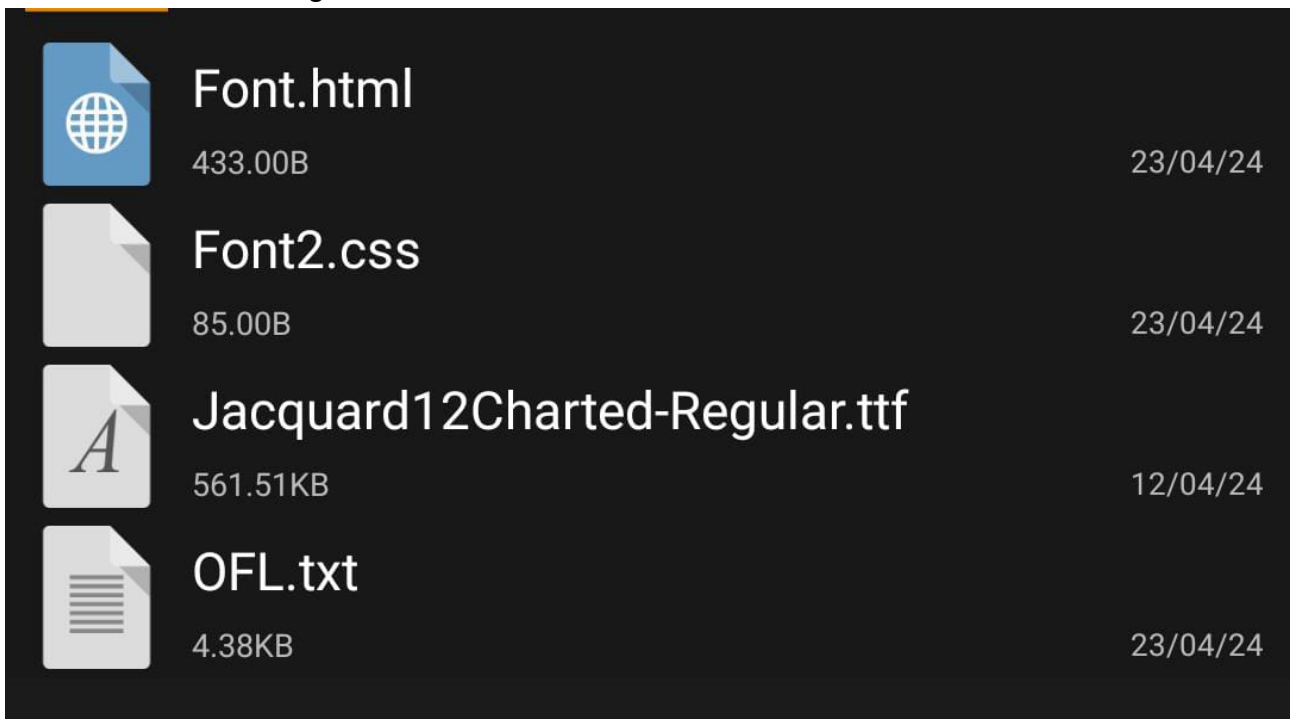 Font.html
433.00B 23/04/24
Font2.css
85.00B 23/04/24
Jacquard12Charted-Regular.ttf
561.51KB 12/04/24
OFL.txt
4.38KB 23/04/24